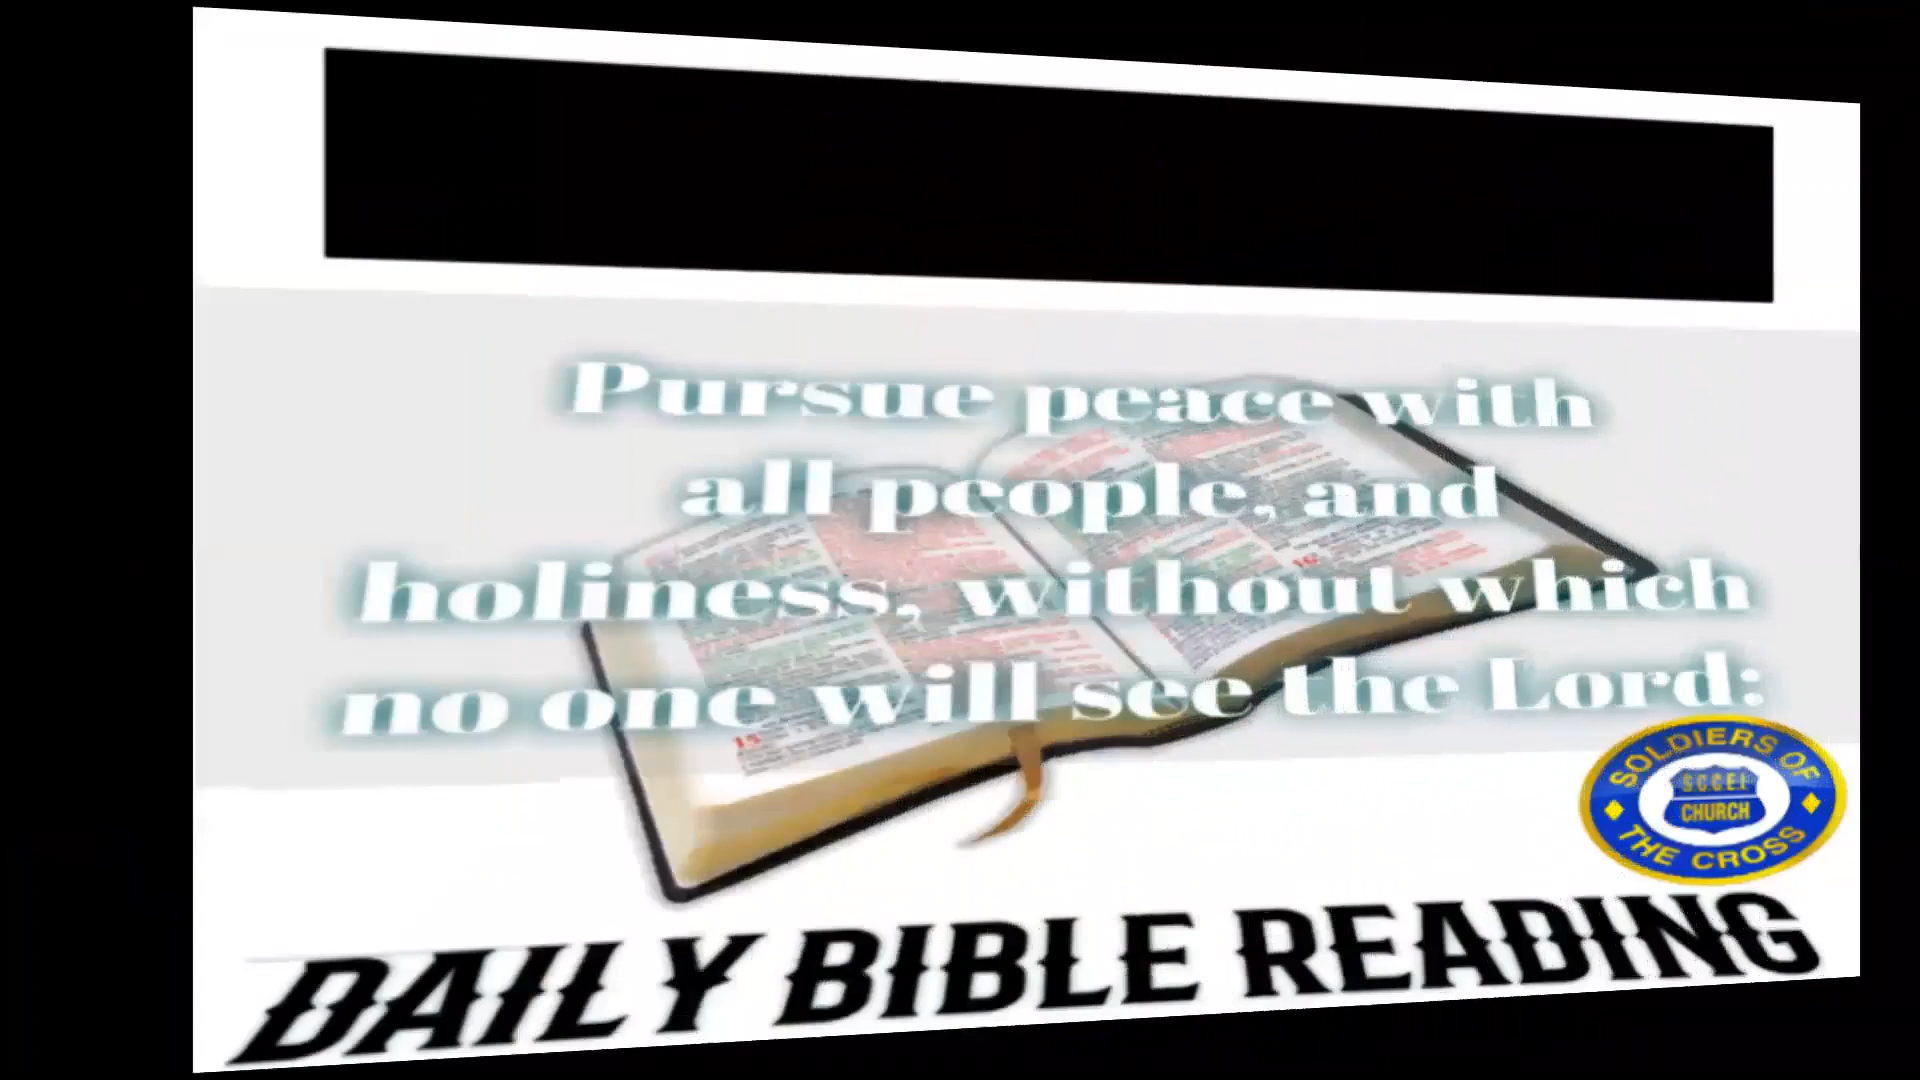 Pursue peace with
all people, and
holiness, without which
no one will see the Lord:
SOLDIERS OF
SCCEI
CHURCH
THE CROSS
DAILY BIBLE READING